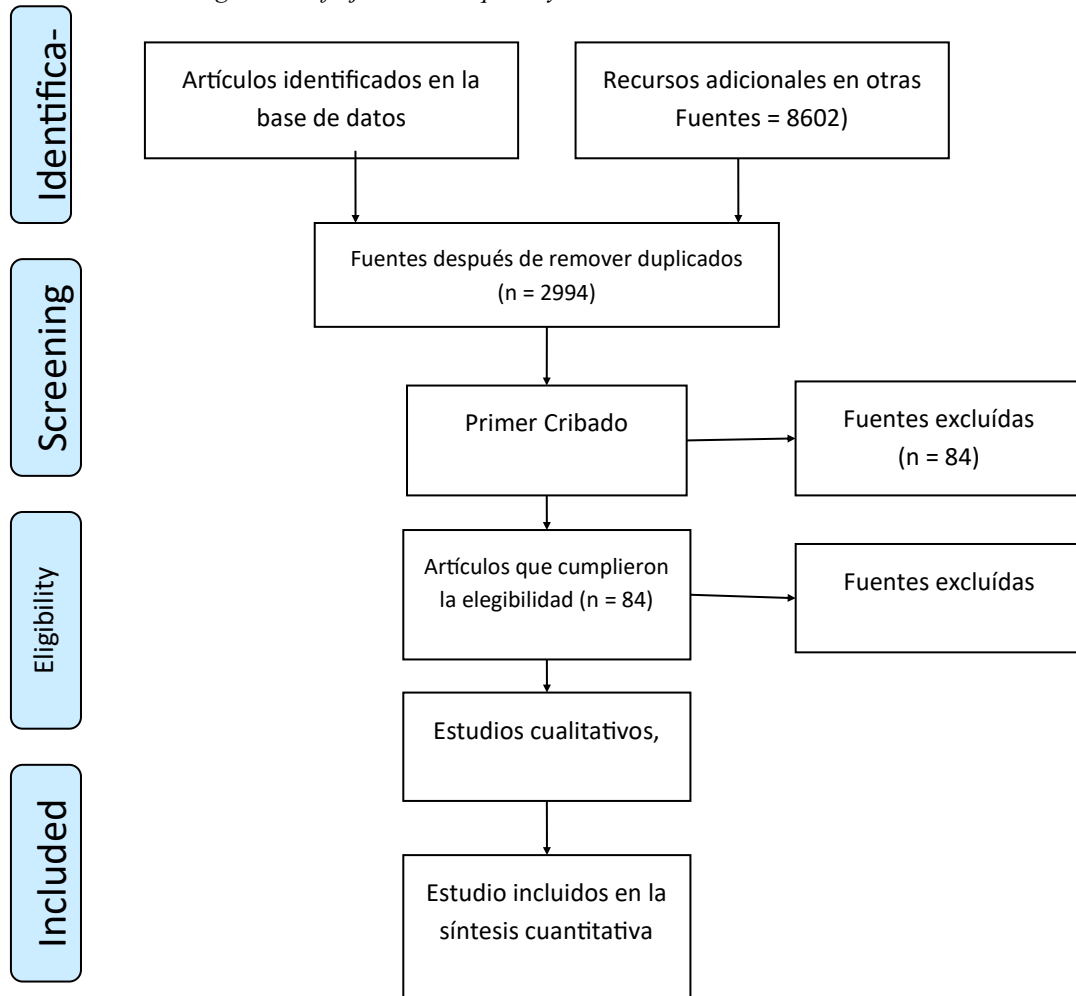 Identifica-
Artículos identificados en la
base de datos
Recursos adicionales en otras
Fuentes = 8602)
Fuentes después de remover duplicados
(n = 2994)
Screening
Primer Cribado
Fuentes excluídas
(n = 84)
Eligibility
Artículos que cumplieron
la elegibilidad (n = 84)
Fuentes excluídas
Estudios cualitativos,
Included
Estudio incluidos en la
síntesis cuantitativa